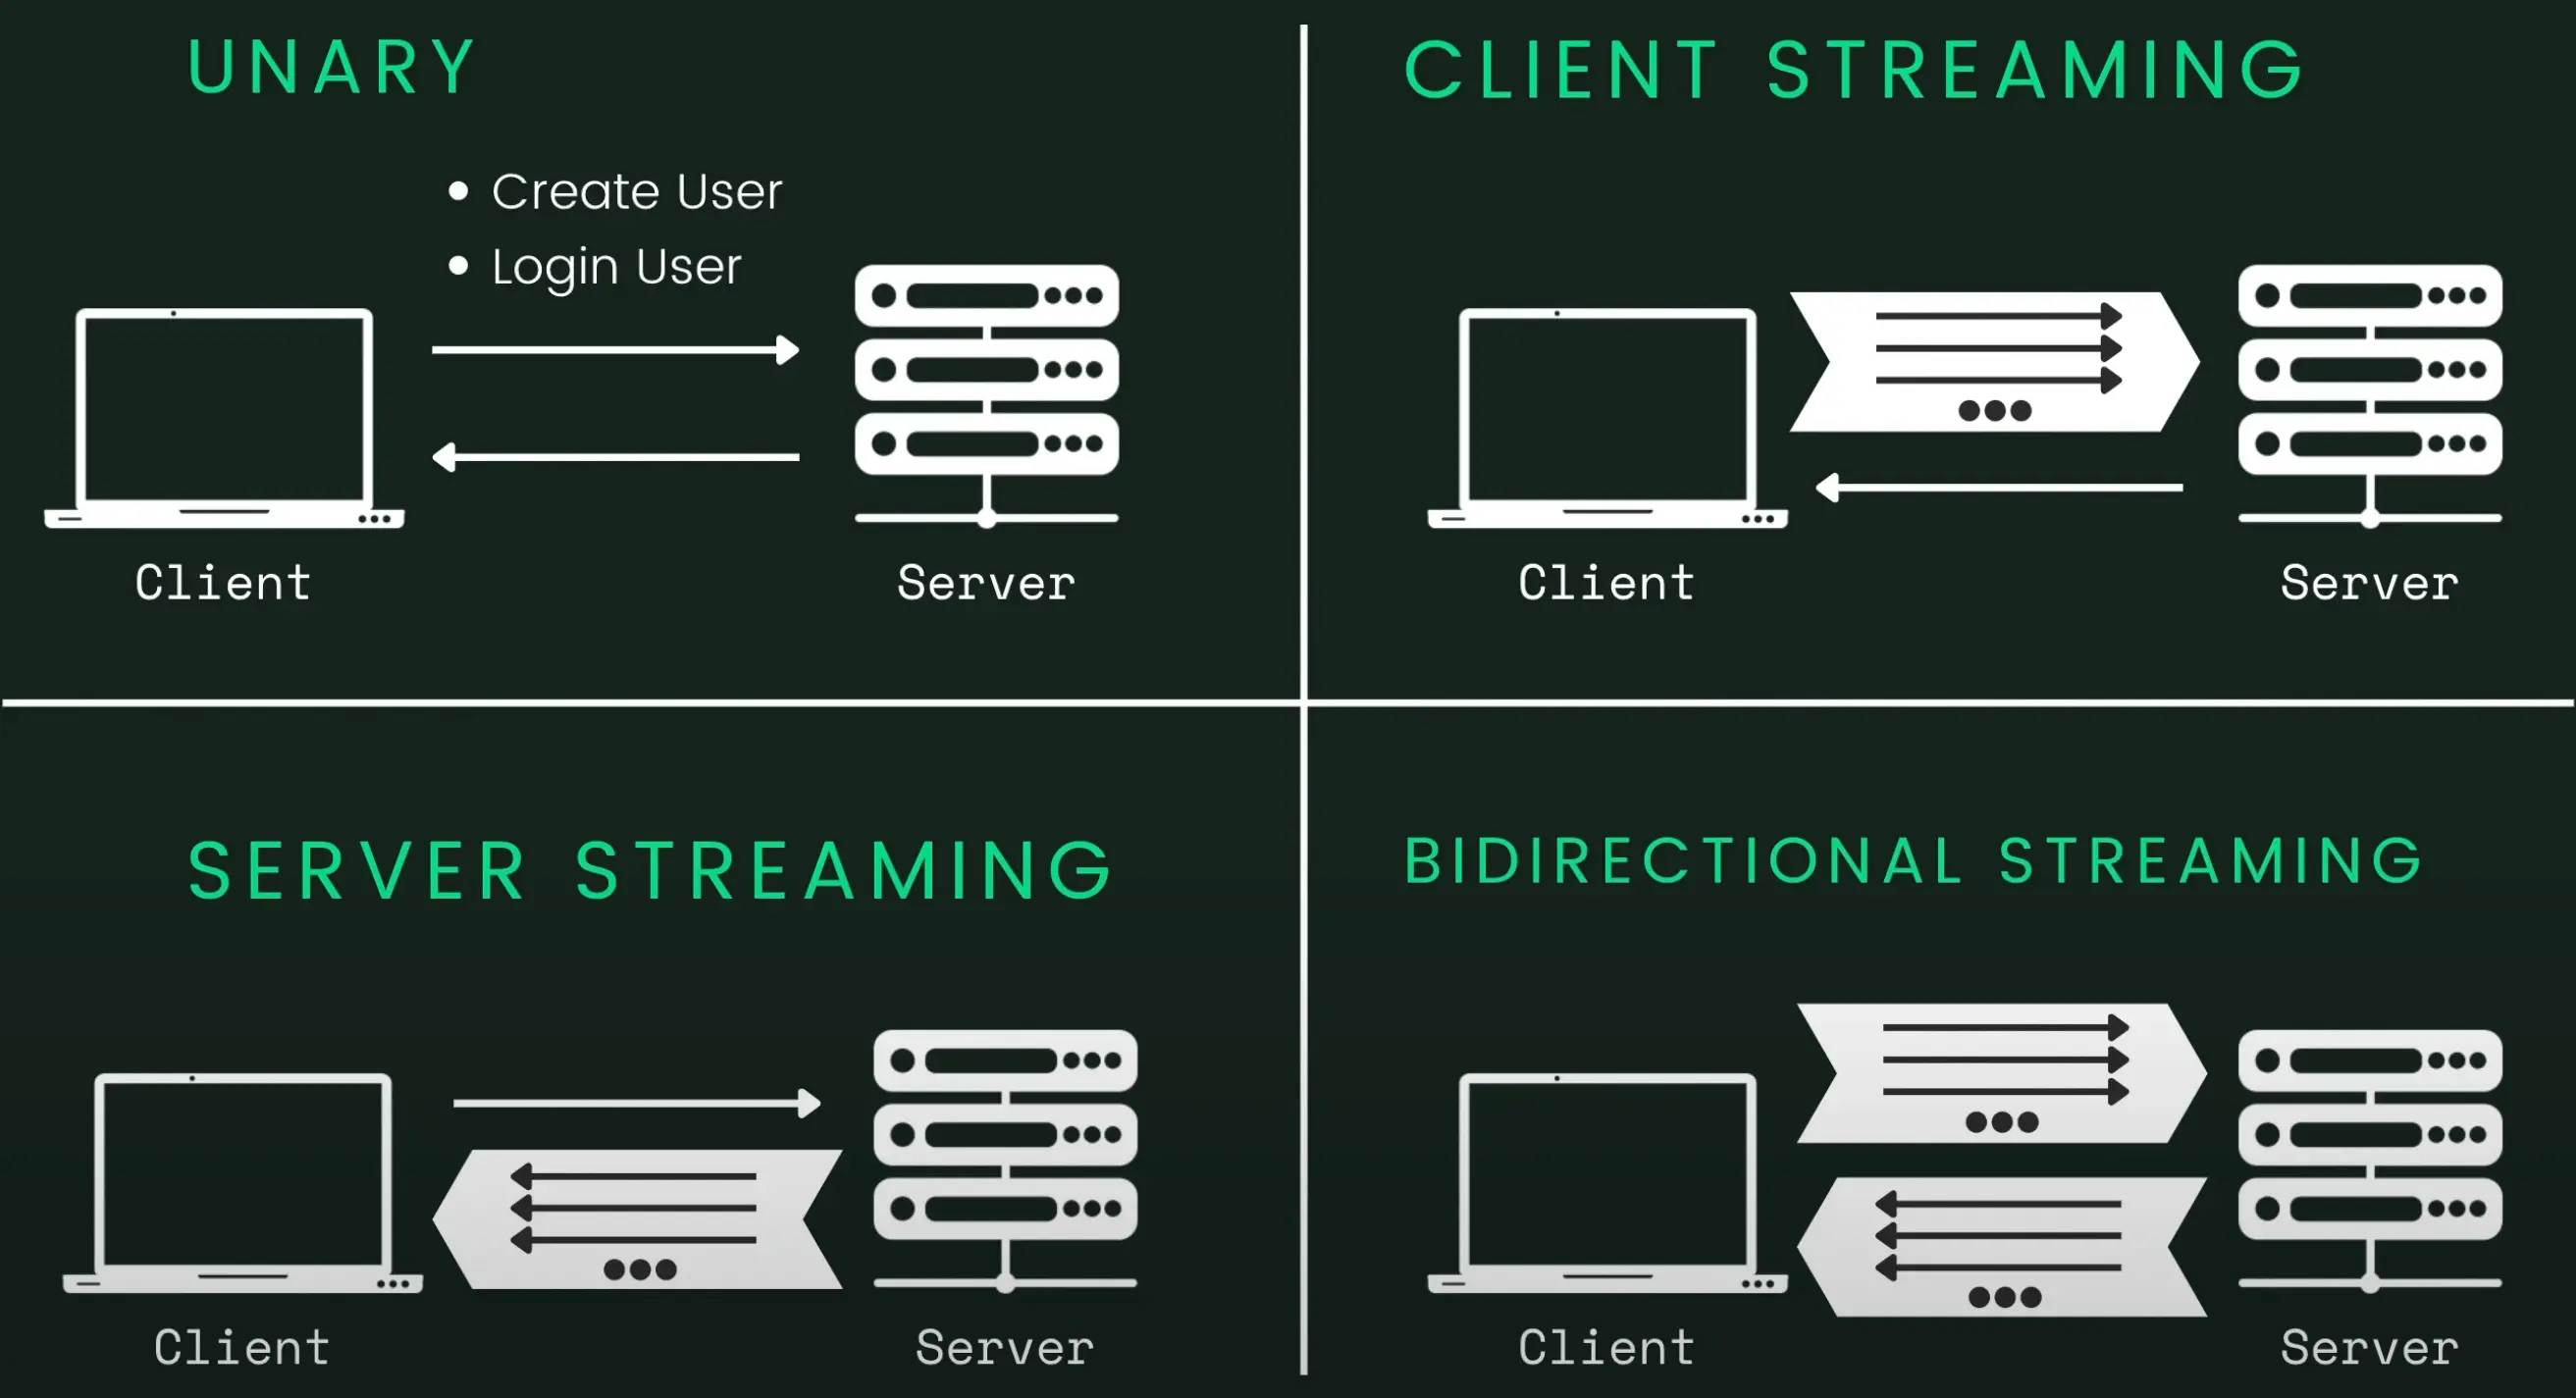 UNARY
Create User
Login User
Client
Server
CLIENT STREAMING
Client
Server
SERVER STREAMING
Client
Server
BIDIRECTIONAL STREAMING
Client
Server